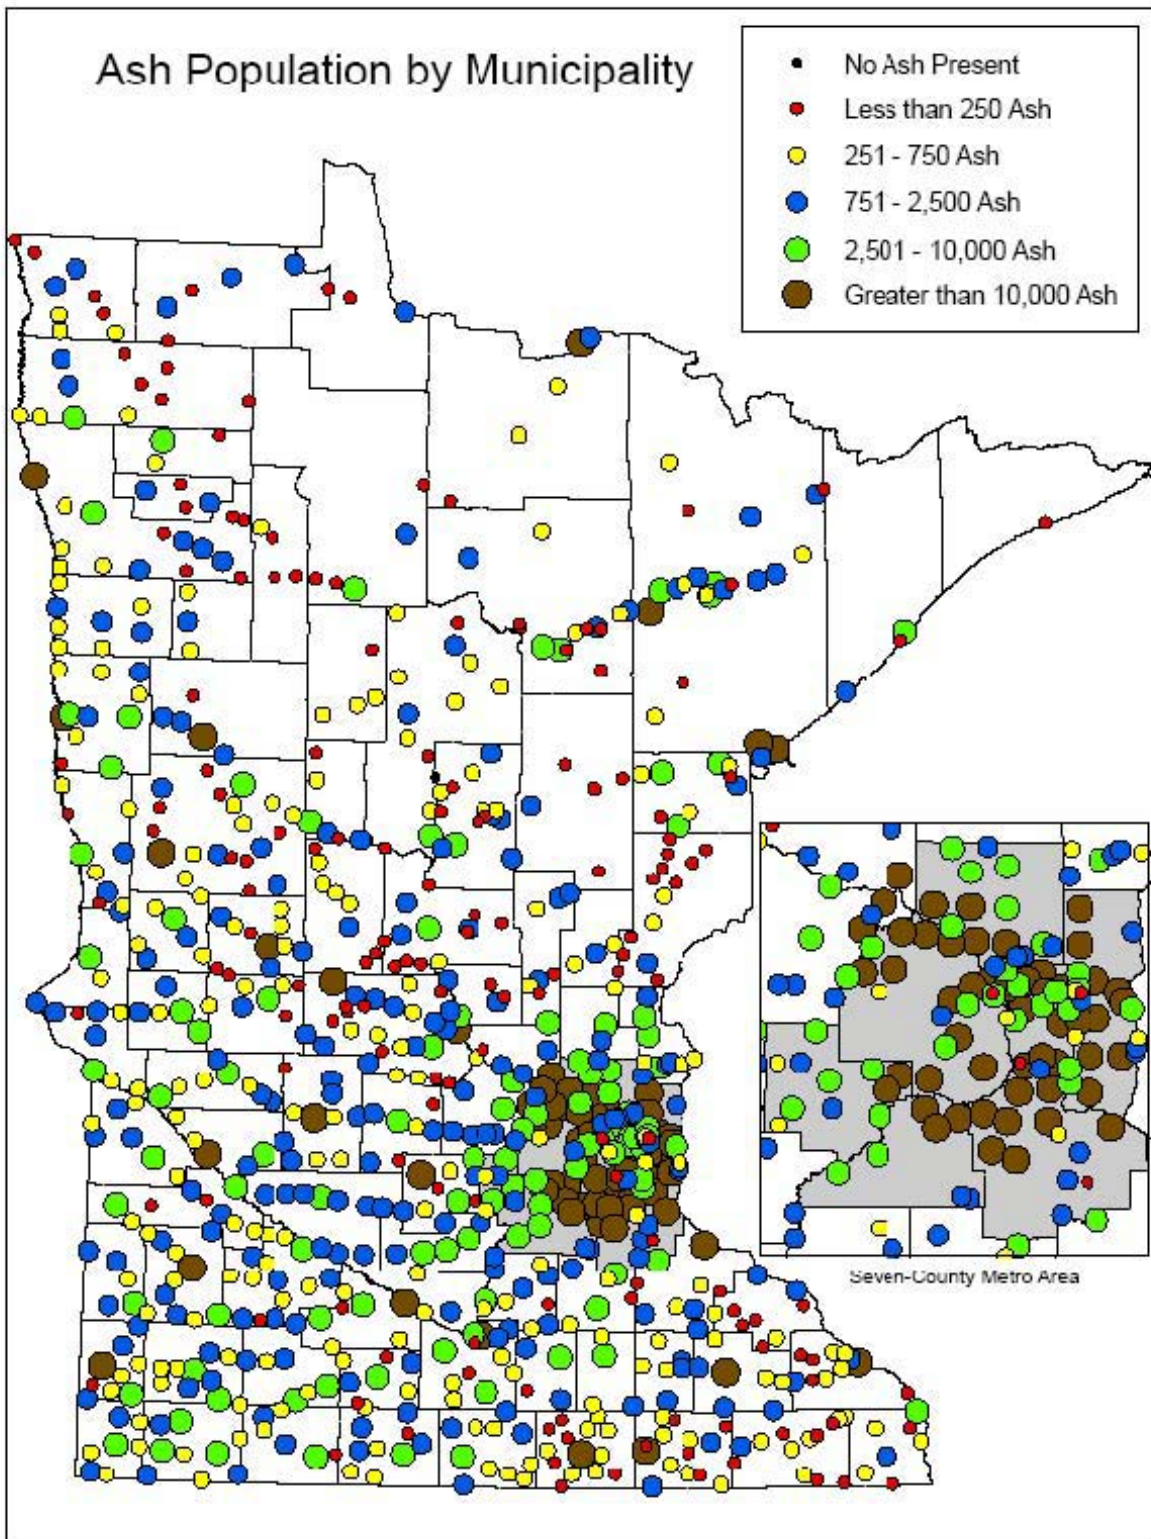 Ash Population by Municipality
No Ash Present
Less than 250 Ash
251 - 750 Ash
751 - 2,500 Ash
2,501 - 10,000 Ash
Greater than 10,000 Ash
Seven-County Metro Area